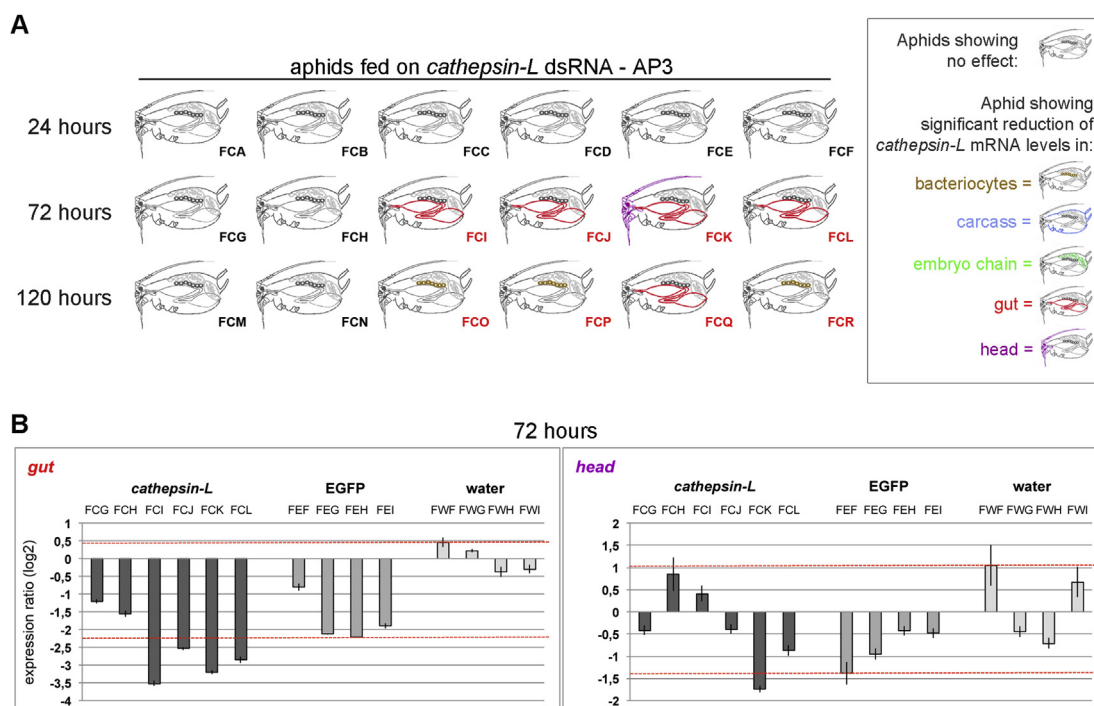 A
aphids fed on cathepsin-L dsRNA - AP3
24 hours
FCA FCB FCC FCD FCE FCF
72 hours
FCG FCH FCI FCJ FCK FCL
120 hours
FCM FCN FCO FCP FCQ FCR
Aphids showing
no effect:
Aphid showing
significant reduction of
cathepsin-L mRNA levels in:
bacteriocytes =
carcass =
embryo chain =
gut =
head =
B
72 hours
gut
cathepsin-L EGFP water
FCG FCH FCI FCJ FCK FCL FEF FEG FEH FEI FWF FWG FWH FWI
expression ratio (log2)
1
0,5
0
-0,5
-1
-1,5
-2
-2,5
-3
-3,5
-4
head
cathepsin-L EGFP water
FCG FCH FCI FCJ FCK FCL FEF FEG FEH FEI FWF FWG FWH FWI
2
1,5
1
0,5
0
-0,5
-1
-1,5
-2